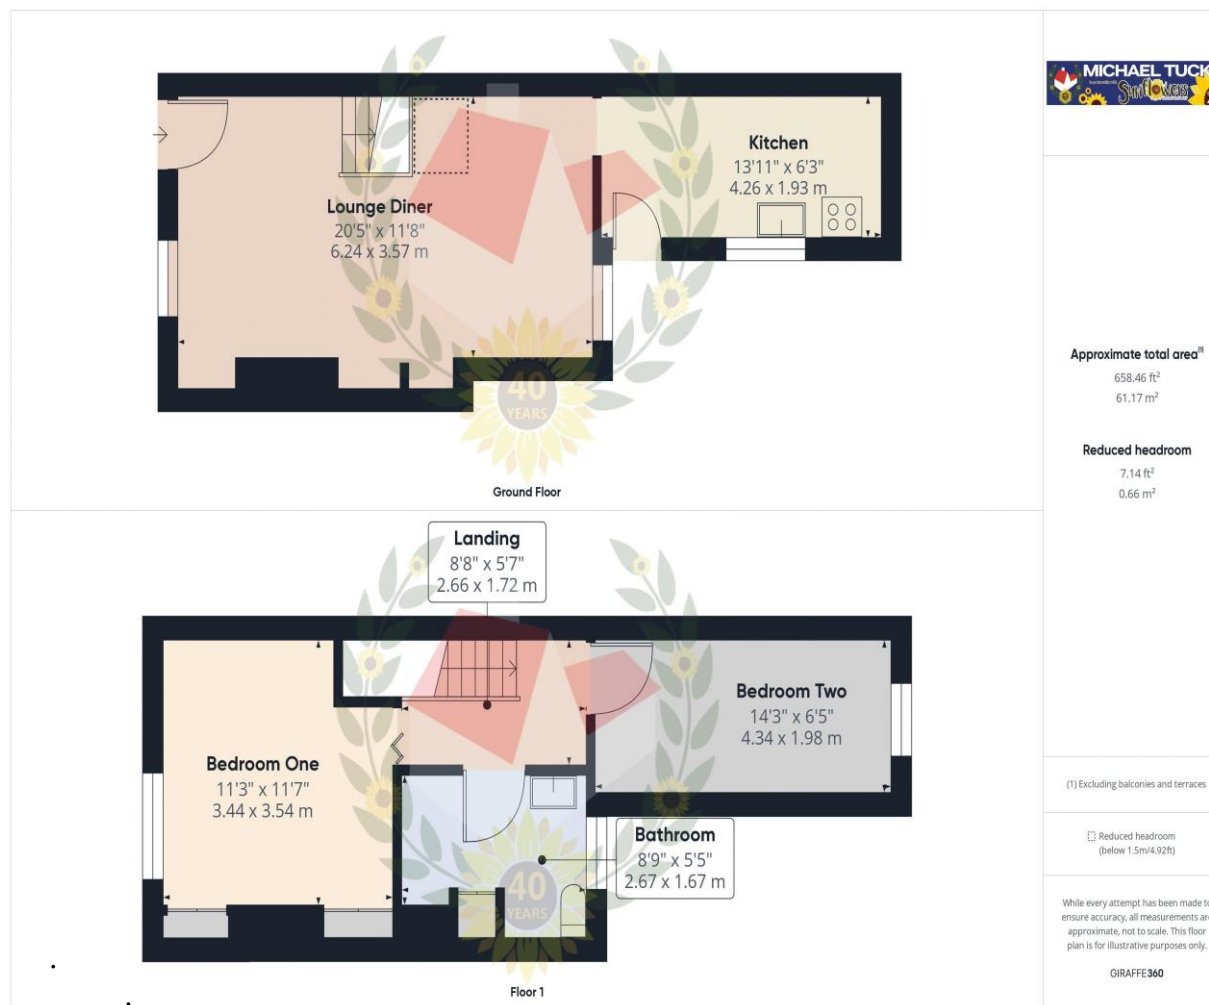 MICHAEL TUCK
Sunflowers
Kitchen
13'11" x 6'3"
4.26 x 1.93 m
Lounge Diner
20'5" x 11'8"
6.24 x 3.57 m
40
YEARS
Ground Floor
Approximate total area(1)
658.46 ft²
61.17 m²
Reduced headroom
7.14 ft²
0.66 m²
Landing
8'8" x 5'7"
2.66 x 1.72 m
Bedroom One
11'3" x 11'7"
3.44 x 3.54 m
Bedroom Two
14'3" x 6'5"
4.34 x 1.98 m
Bathroom
8'9" x 5'5"
2.67 x 1.67 m
40
YEARS
Floor 1
(1) Excluding balconies and terraces
Reduced headroom
(below 1.5m/4.92ft)
While every attempt has been made to
ensure accuracy, all measurements are
approximate, not to scale. This floor
plan is for illustrative purposes only.
GIRAFFE360